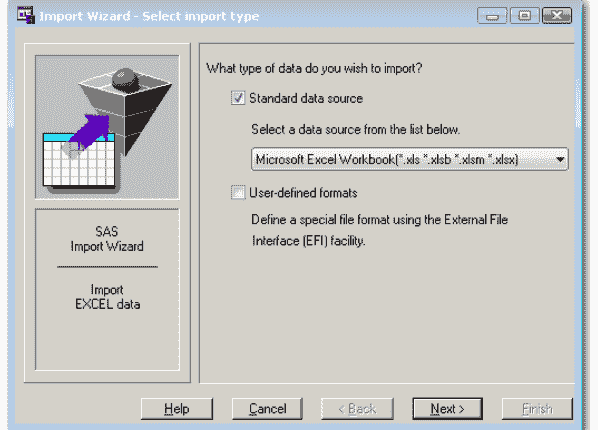 Import Wizard - Select import type
What type of data do you wish to import?
Standard data source
Select a data source from the list below.
Microsoft Excel Workbook(*.xls *.xlsb *.xlsm *.xlsx)
User-defined formats
Define a special file format using the External File
Interface (EFI) facility.
SAS
Import Wizard
Import
EXCEL data
Help
Cancel
< Back
Next >
Finish